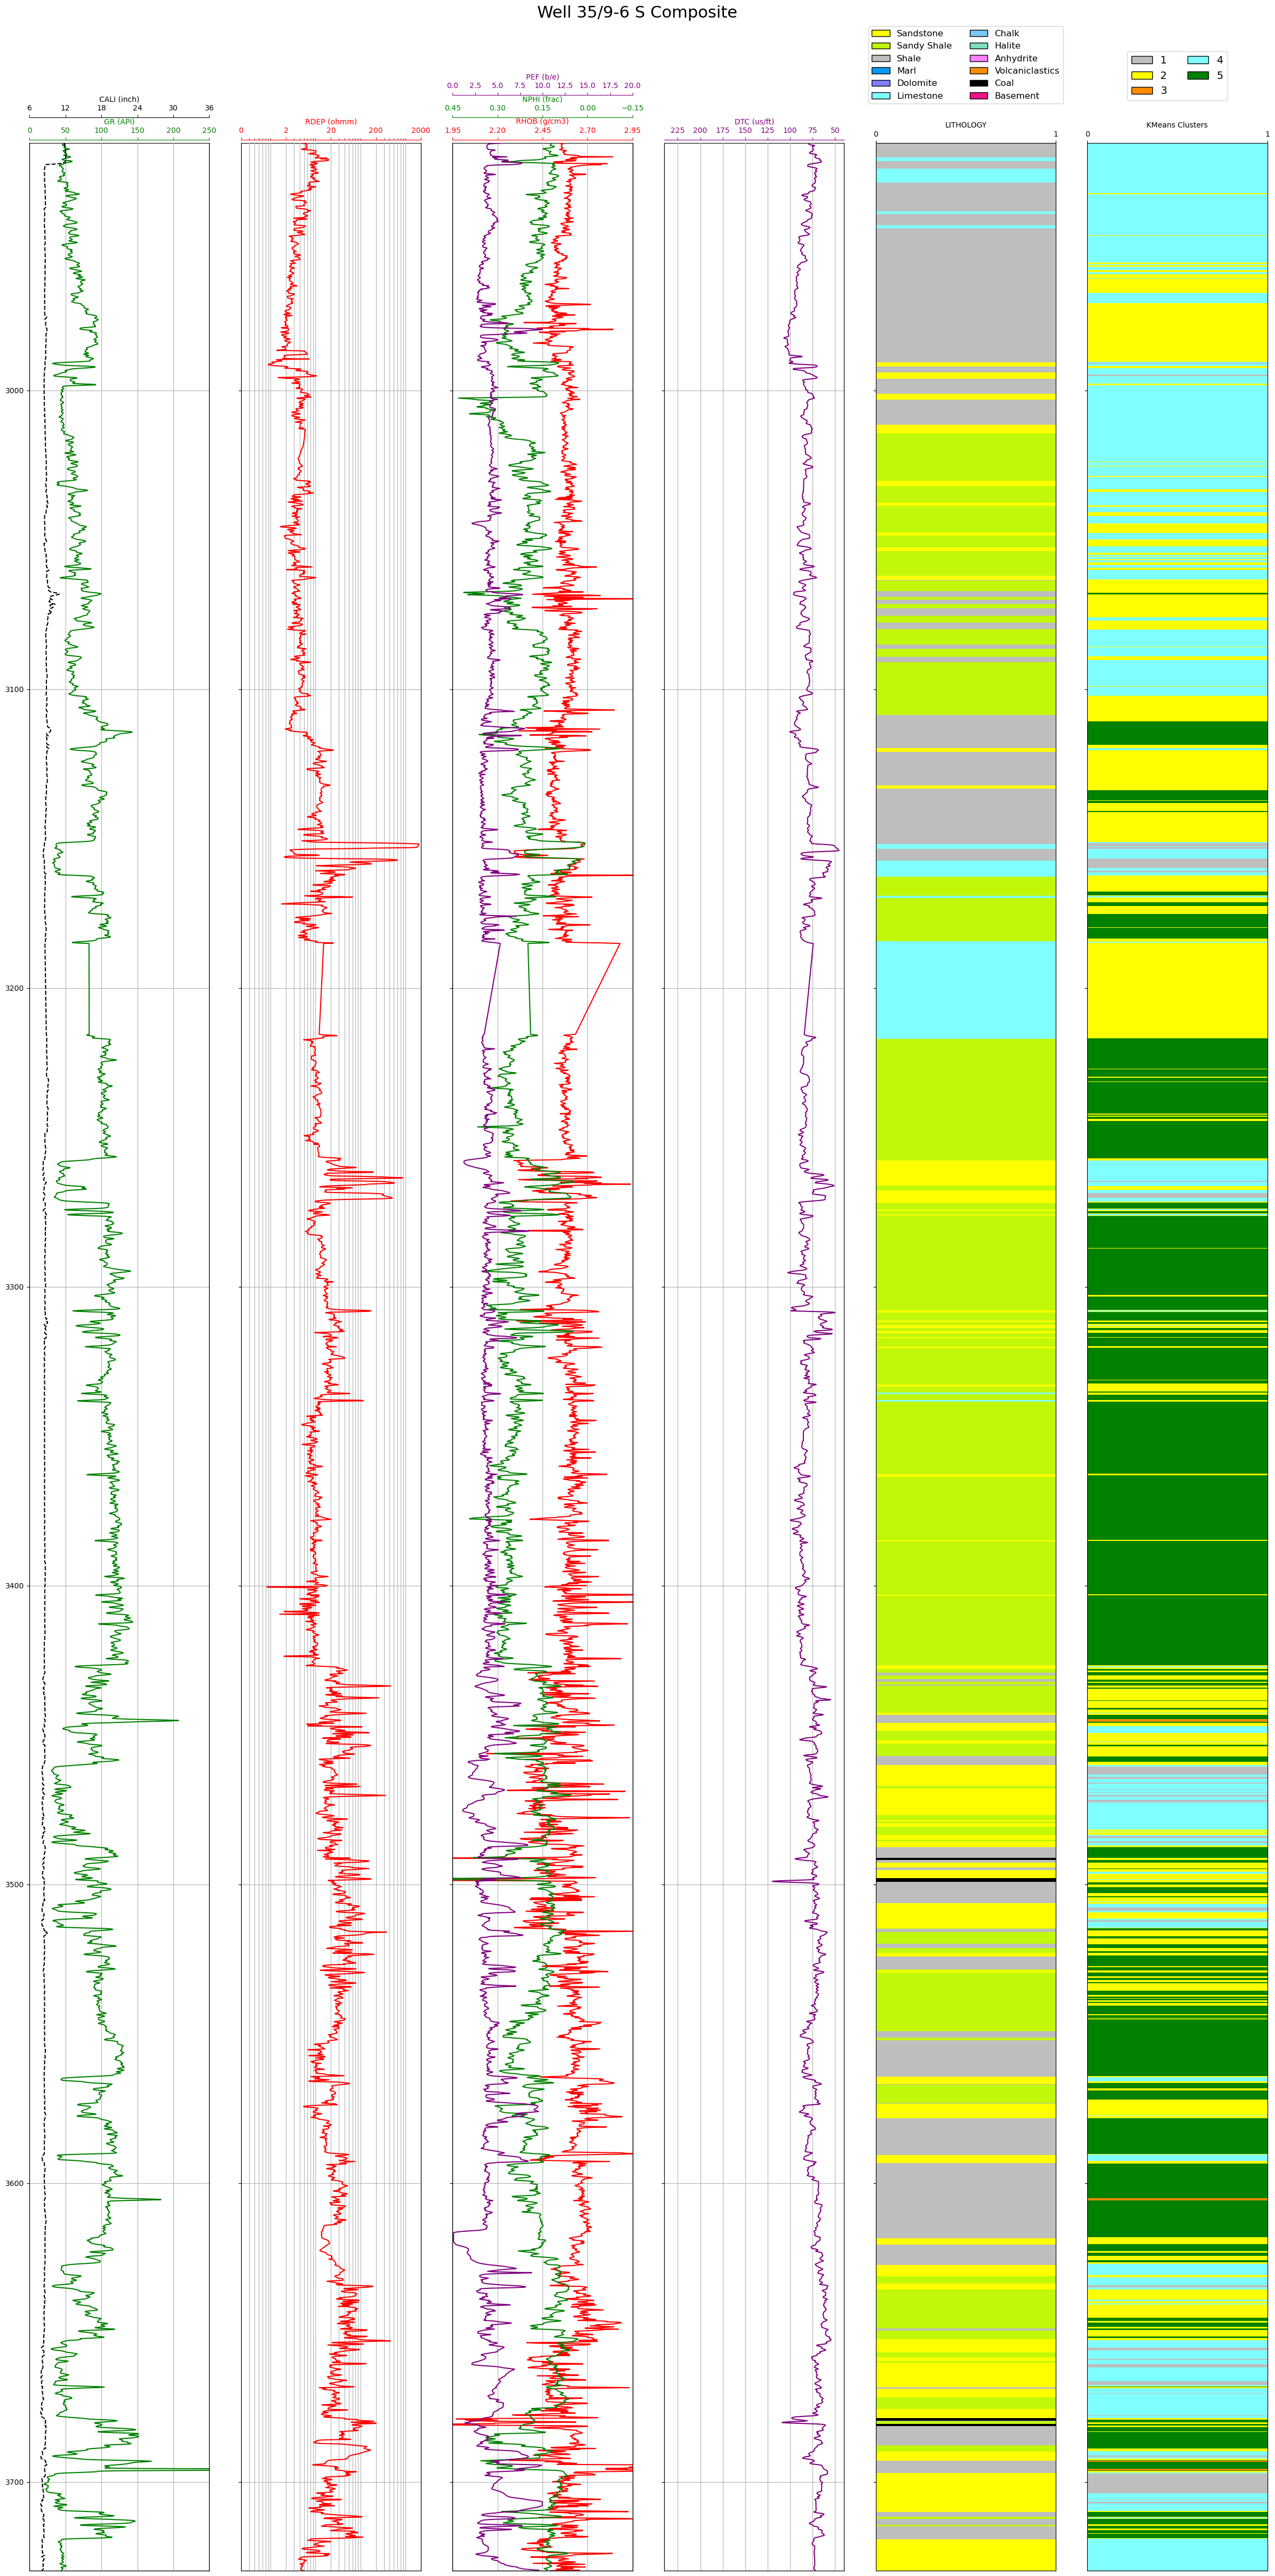 Well 35/9-6 S Composite
Sandstone Chalk
Sandy Shale Halite
Shale Anhydrite
Marl Volcaniclastics
Dolomite Coal
Limestone Basement
1 4
2 5
3
PEF (b/e)
0.0 2.5 5.0 7.5 10.0 12.5 15.0 17.5 20.0
CALI (inch) NPHI (frac)
6 12 18 24 30 36 0.45 0.30 0.15 0.00 −0.15
GR (API) RDEP (ohmm) RHOB (g/cm3) DTC (us/ft) LITHOLOGY KMeans Clusters
0 50 100 150 200 250 0 2 20 200 2000 1.95 2.20 2.45 2.70 2.95 225 200 175 150 125 100 75 50 0 1 0 1
3000
3100
3200
3300
3400
3500
3600
3700